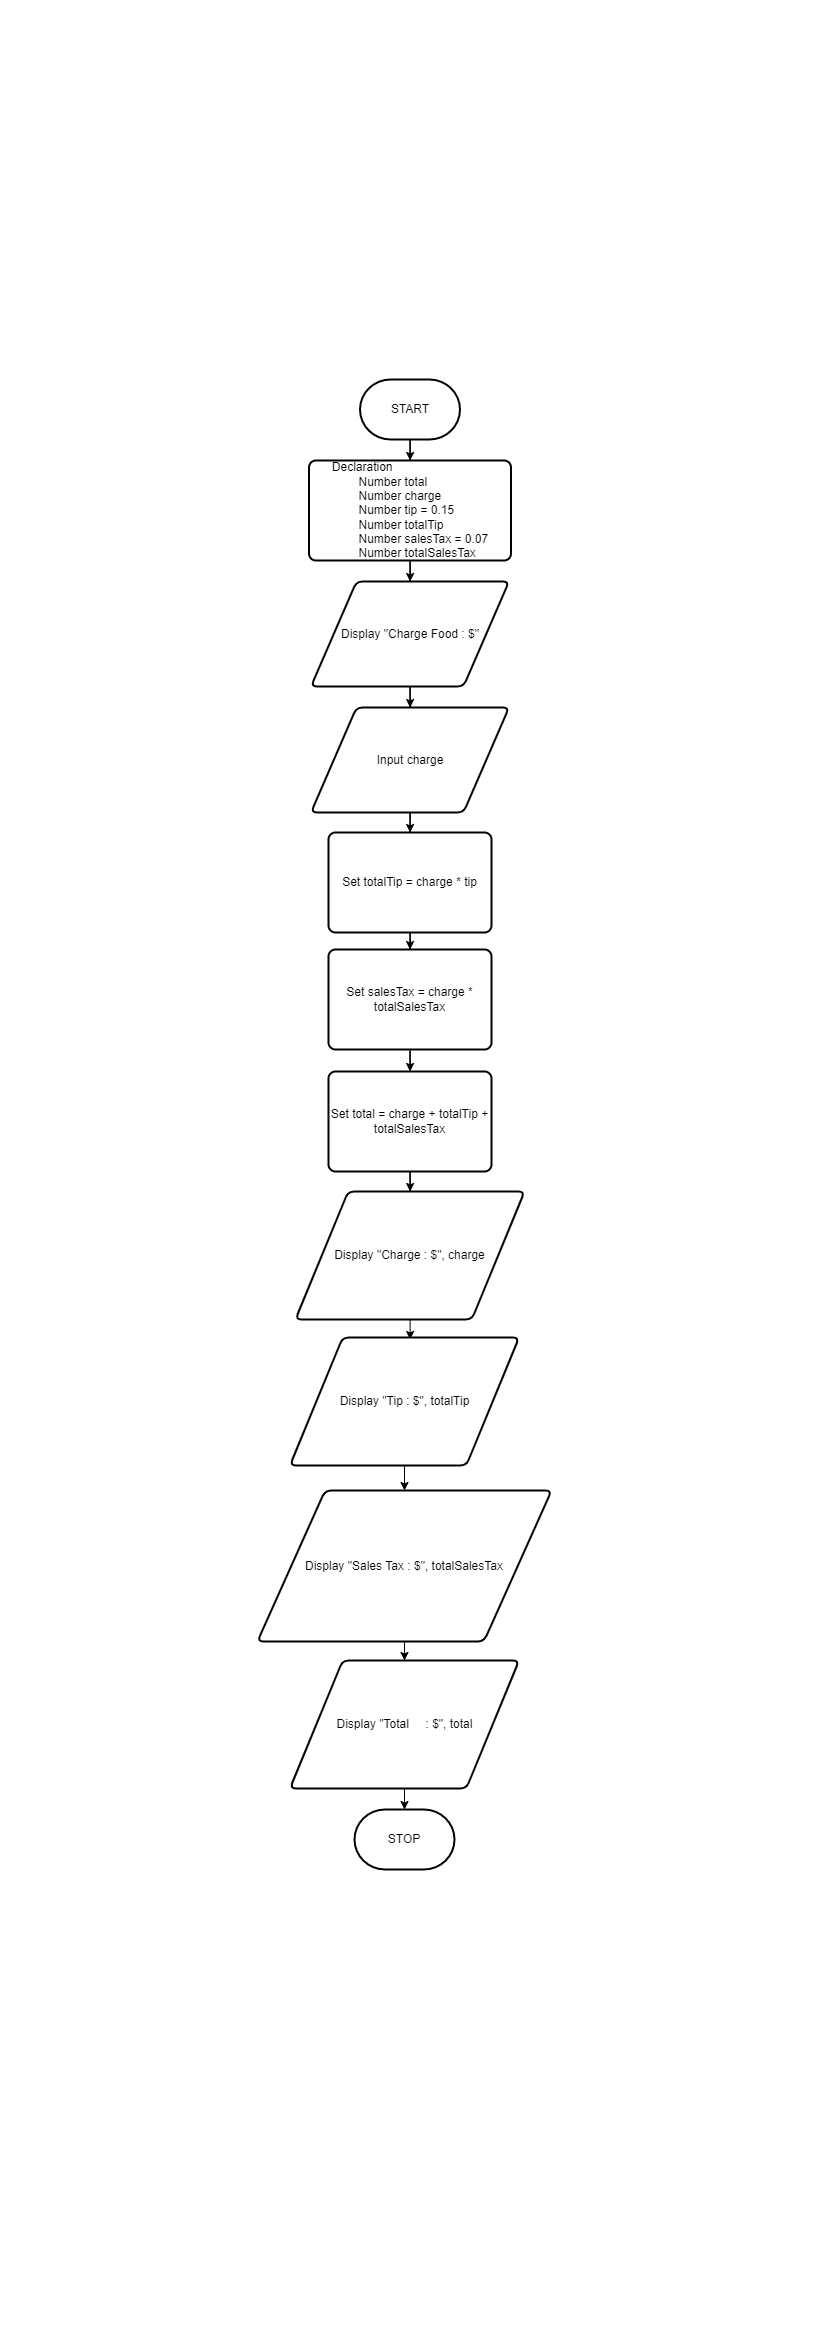 START
Declaration
Number total
Number charge
Number tip = 0.15
Number totalTip
Number salesTax = 0.07
Number totalSalesTax
Display "Charge Food : $"
Input charge
Set totalTip = charge * tip
Set salesTax = charge *
totalSalesTax
Set total = charge + totalTip +
totalSalesTax
Display "Charge : $", charge
Display "Tip : $", totalTip
Display "Sales Tax : $", totalSalesTax
Display "Total     : $", total
STOP